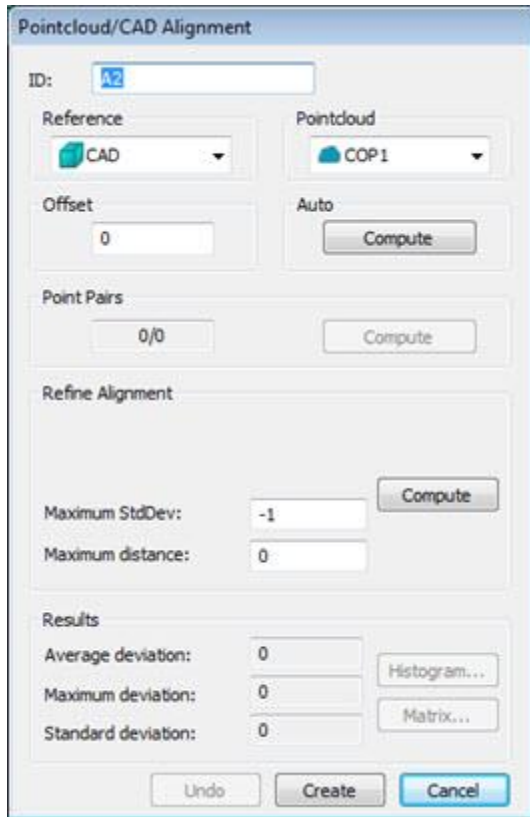 Pointcloud/CAD Alignment
ID: A2
Reference Pointcloud
CAD COP1
Offset Auto
0 Compute
Point Pairs
0/0 Compute
Refine Alignment
Compute
Maximum StdDev: -1
Maximum distance: 0
Results
Average deviation: 0
Histogram...
Maximum deviation: 0
Matrix...
Standard deviation: 0
Undo Create Cancel